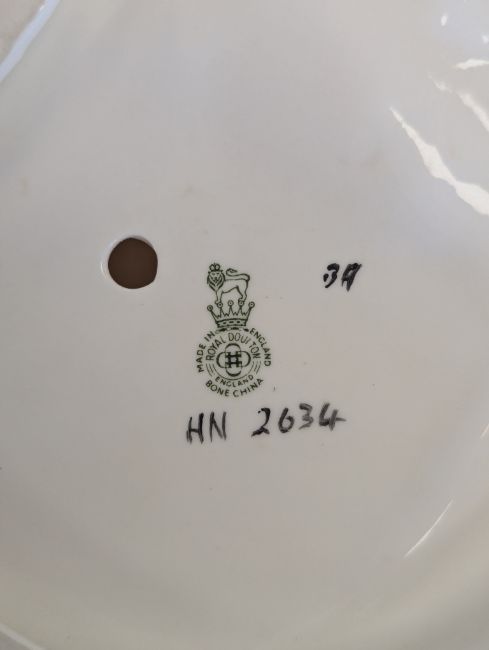 3A
MADE IN ENGLAND
ROYAL DOULTON
ENGLAND
BONE CHINA
HN 2634